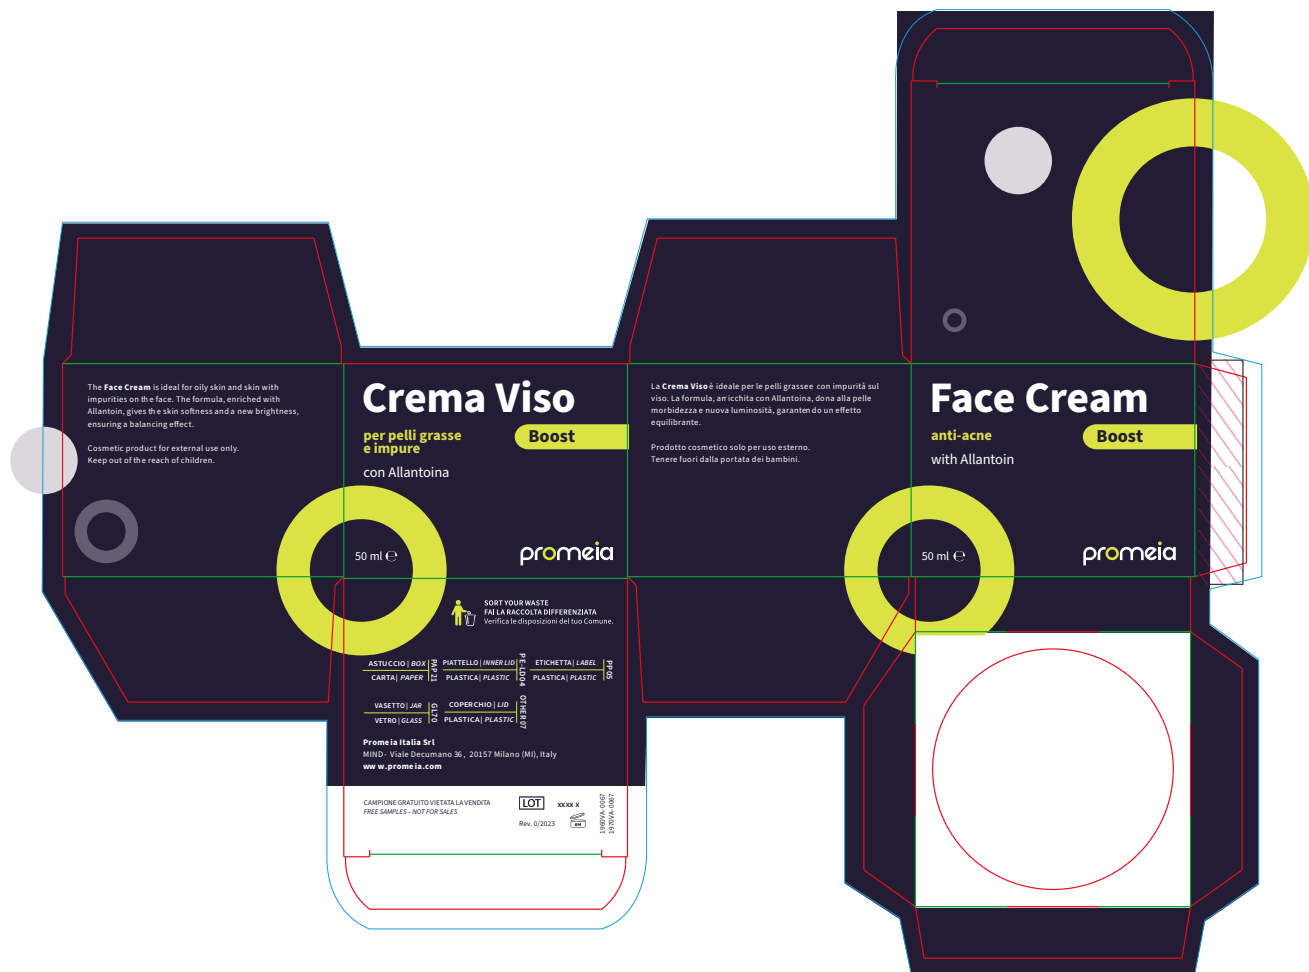 The Face Cream is ideal for oily skin and skin with
impurities on the face. The formula, enriched with
Allantoin, gives the skin softness and a new brightness,
ensuring a balancing effect.
Cosmetic product for external use only.
Keep out of the reach of children.
Crema Viso
per pelli grasse
e impure
Boost
con Allantoina
50 ml ℮
promeia
La Crema Viso è ideale per le pelli grasse e con impurità sul
viso. La formula, arricchita con Allantoina, dona alla pelle
morbidezza e nuova luminosità, garantendo un effetto
equilibrante.
Prodotto cosmetico solo per uso esterno.
Tenere fuori dalla portata dei bambini.
Face Cream
anti-acne
Boost
with Allantoin
50 ml ℮
promeia
SORT YOUR WASTE
FAI LA RACCOLTA DIFFERENZIATA
Verifica le disposizioni del tuo Comune.
ASTUCCIO | BOX
CARTA | PAPER
PAP21
PIATTELLO | INNER LID
PLASTICA | PLASTIC
PE-LD04
ETICHETTA | LABEL
PLASTICA | PLASTIC
PP05
VASETTO | JAR
VETRO | GLASS
GL70
COPERCHIO | LID
PLASTICA | PLASTIC
OTHER07
Promeia Italia Srl
MIND- Viale Decumano 36, 20157 Milano (MI), Italy
www.promeia.com
CAMPIONE GRATUITO VIETATA LA VENDITA
FREE SAMPLES – NOT FOR SALES
LOT xxxx x
Rev. 0/2023
6M
1960VA-0067
1970VA-0067